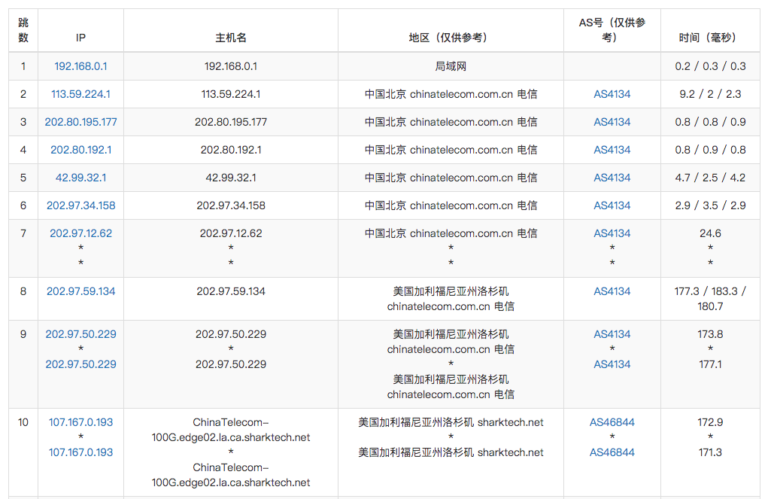 跳数 IP 主机名 地区（仅供参考） AS号（仅供参考） 时间（毫秒）
1 192.168.0.1 192.168.0.1 局域网 0.2 / 0.3 / 0.3
2 113.59.224.1 113.59.224.1 中国北京 chinatelecom.com.cn 电信 AS4134 9.2 / 2 / 2.3
3 202.80.195.177 202.80.195.177 中国北京 chinatelecom.com.cn 电信 AS4134 0.8 / 0.8 / 0.9
4 202.80.192.1 202.80.192.1 中国北京 chinatelecom.com.cn 电信 AS4134 0.8 / 0.9 / 0.8
5 42.99.32.1 42.99.32.1 中国北京 chinatelecom.com.cn 电信 AS4134 4.7 / 2.5 / 4.2
6 202.97.34.158 202.97.34.158 中国北京 chinatelecom.com.cn 电信 AS4134 2.9 / 3.5 / 2.9
7 202.97.12.62 202.97.12.62 中国北京 chinatelecom.com.cn 电信 AS4134 24.6
* * * * *
* * * * *
8 202.97.59.134 202.97.59.134 美国加利福尼亚州洛杉矶 AS4134 177.3 / 183.3 /
chinatelecom.com.cn 电信 180.7
9 202.97.50.229 202.97.50.229 美国加利福尼亚州洛杉矶 AS4134 173.8
* * chinatelecom.com.cn 电信 * *
202.97.50.229 202.97.50.229 * AS4134 177.1
美国加利福尼亚州洛杉矶
chinatelecom.com.cn 电信
10 107.167.0.193 ChinaTelecom- 美国加利福尼亚州洛杉矶 sharktech.net AS46844 172.9
* 100G.edge02.la.ca.sharktech.net * * *
107.167.0.193 * 美国加利福尼亚州洛杉矶 sharktech.net AS46844 171.3
ChinaTelecom-
100G.edge02.la.ca.sharktech.net